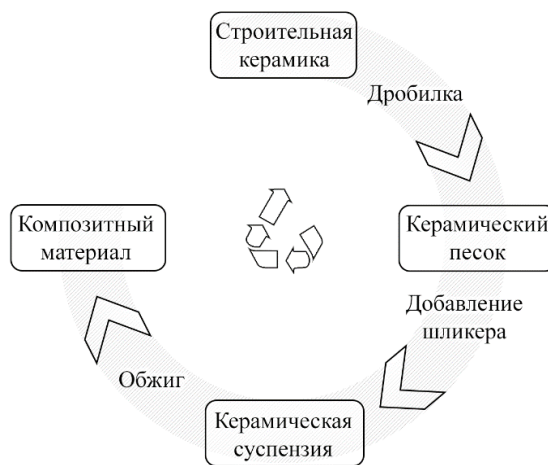 Строительная
керамика
Дробилка
Керамический
песок
Добавление
шликера
Керамическая
суспензия
Обжиг
Композитный
материал